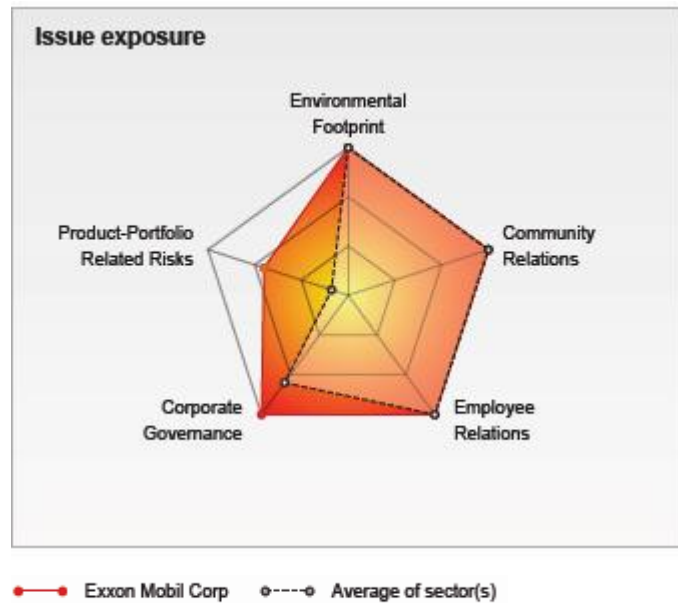 Issue exposure
Environmental
Footprint
Product-Portfolio
Related Risks
Community
Relations
Corporate
Governance
Employee
Relations
Exxon Mobil Corp
Average of sector(s)